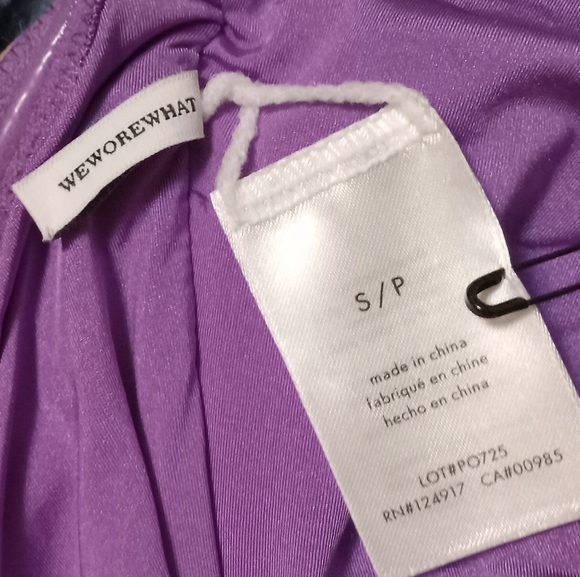 WEWOREWHAT
S/P
made in china
fabriqué en chine
hecho en china
LOT#PO725
RN#124917 CA#00985